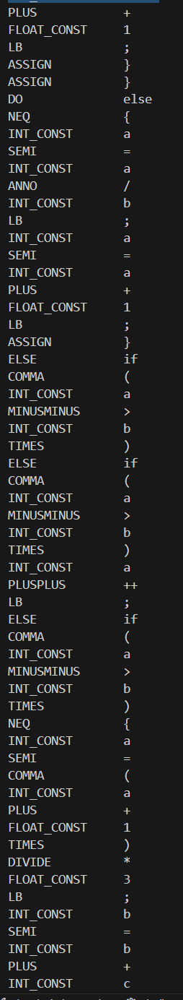 PLUS +
FLOAT_CONST 1
LB ;
ASSIGN }
ASSIGN }
DO else
NEQ {
INT_CONST a
SEMI =
INT_CONST a
ANNO /
INT_CONST b
LB ;
INT_CONST a
SEMI =
INT_CONST a
PLUS +
FLOAT_CONST 1
LB ;
ASSIGN }
ELSE if
COMMA (
INT_CONST a
MINUSMINUS >
INT_CONST b
TIMES )
ELSE if
COMMA (
INT_CONST a
MINUSMINUS >
INT_CONST b
TIMES )
INT_CONST a
PLUSPLUS ++
LB ;
ELSE if
COMMA (
INT_CONST a
MINUSMINUS >
INT_CONST b
TIMES )
NEQ {
INT_CONST a
SEMI =
COMMA (
INT_CONST a
PLUS +
FLOAT_CONST 1
TIMES )
DIVIDE *
FLOAT_CONST 3
LB ;
INT_CONST b
SEMI =
INT_CONST b
PLUS +
INT_CONST c